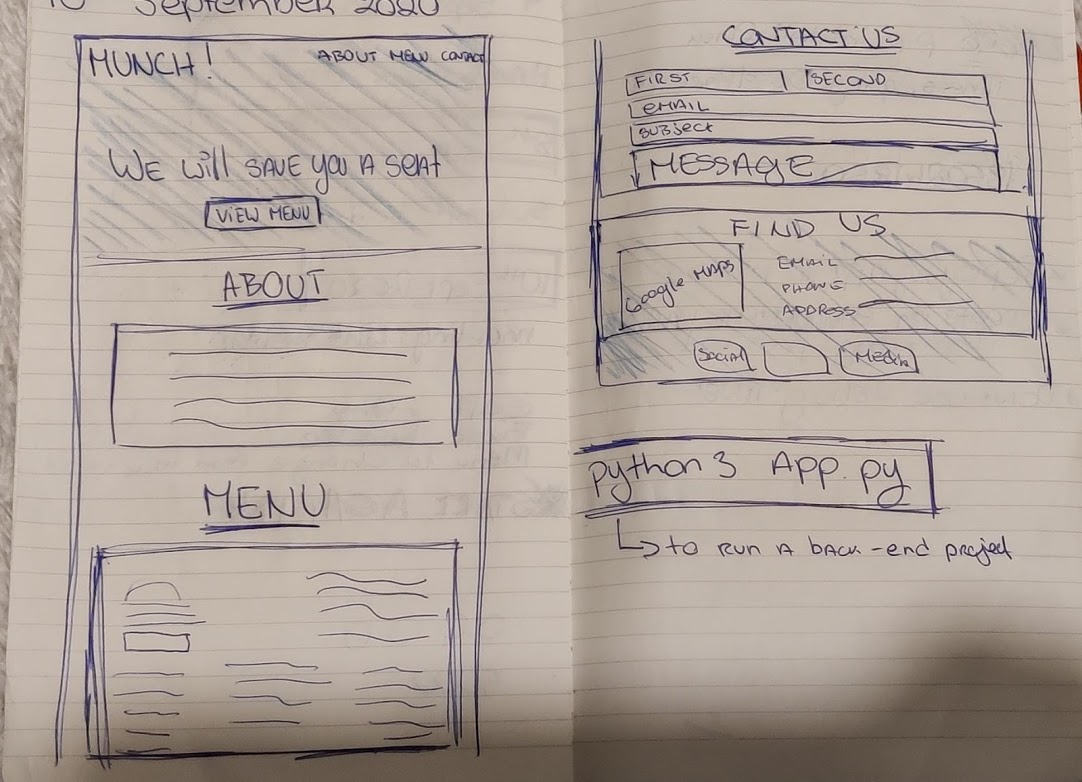 10 September 2020
MUNCH!
ABOUT MENU CONTACT
WE Will SAVE YOU A SEAT
VIEW MENU
ABOUT
MENU
CONTACT US
FIRST
SECOND
EMAIL
SUBJECT
MESSAGE
FIND US
Google MAPS
EMAIL
PHONE
ADDRESS
Social
Media
python3 App.py
to RUN A back-end project